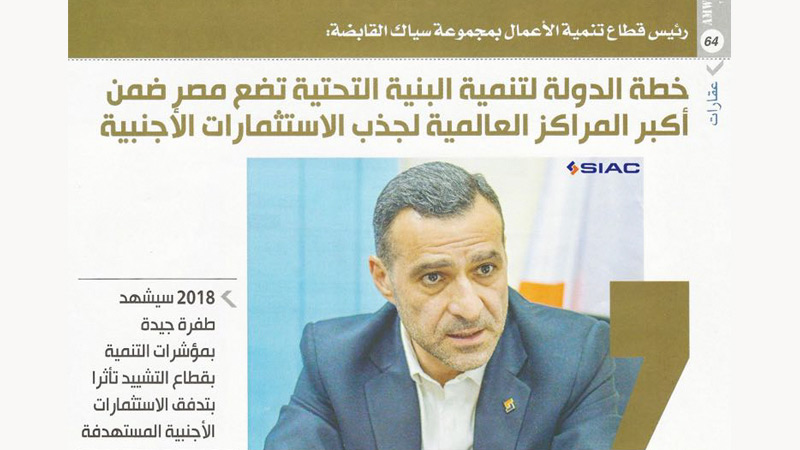 AMW
64
عقارات
رئيس قطاع تنمية الأعمال بمجموعة سياك القابضة:
خطة الدولة لتنمية البنية التحتية تضع مصر ضمن
أكبر المراكز العالمية لجذب الاستثمارات الأجنبية
SIAC
2018 سيشهد
طفرة جيدة
بمؤشرات التنمية
بقطاع التشييد تأثرا
بتدفق الاستثمارات
الأجنبية المستهدفة